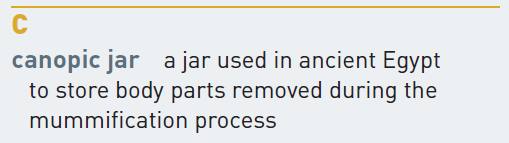 C
canopic jar a jar used in ancient Egypt
to store body parts removed during the
mummification process